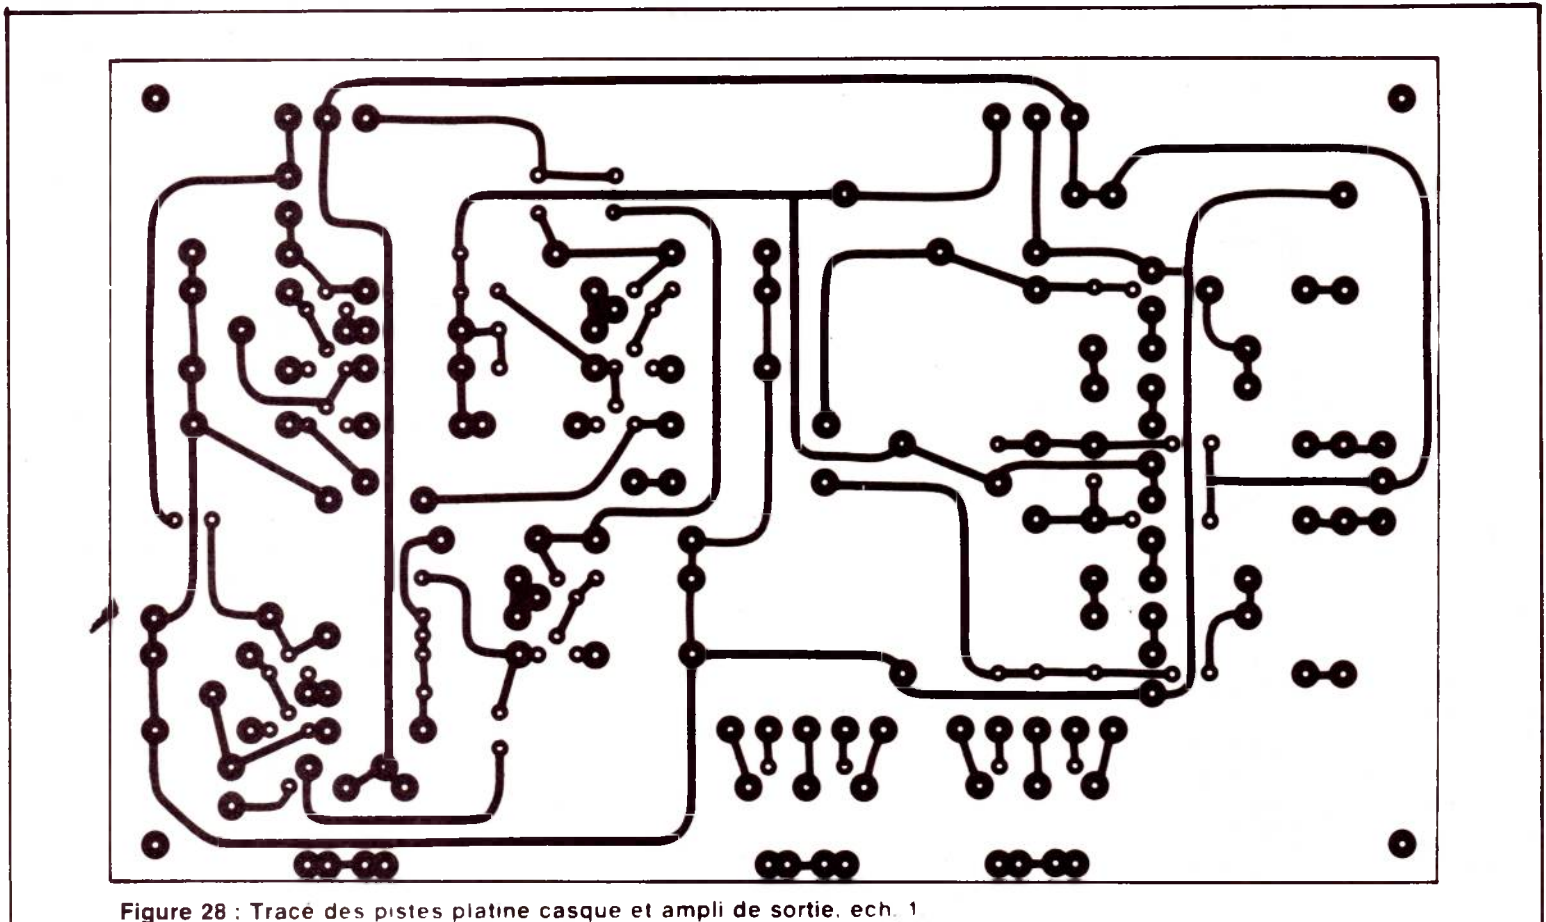 Figure 28 : Tracé des pistes platine casque et ampli de sortie, ech. 1